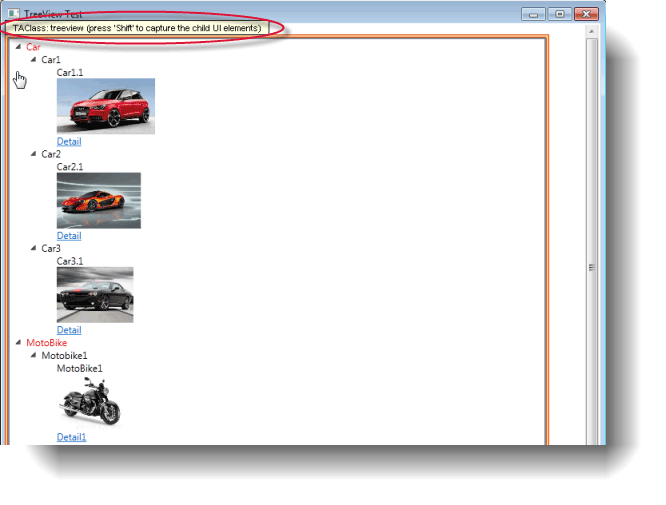 TreeView Test
TAClass: treeview (press 'Shift' to capture the child UI elements)
Car
Car1
Car1.1
Detail
Car2
Car2.1
Detail
Car3
Car3.1
Detail
MotoBike
Motobike1
MotoBike1
Detail1